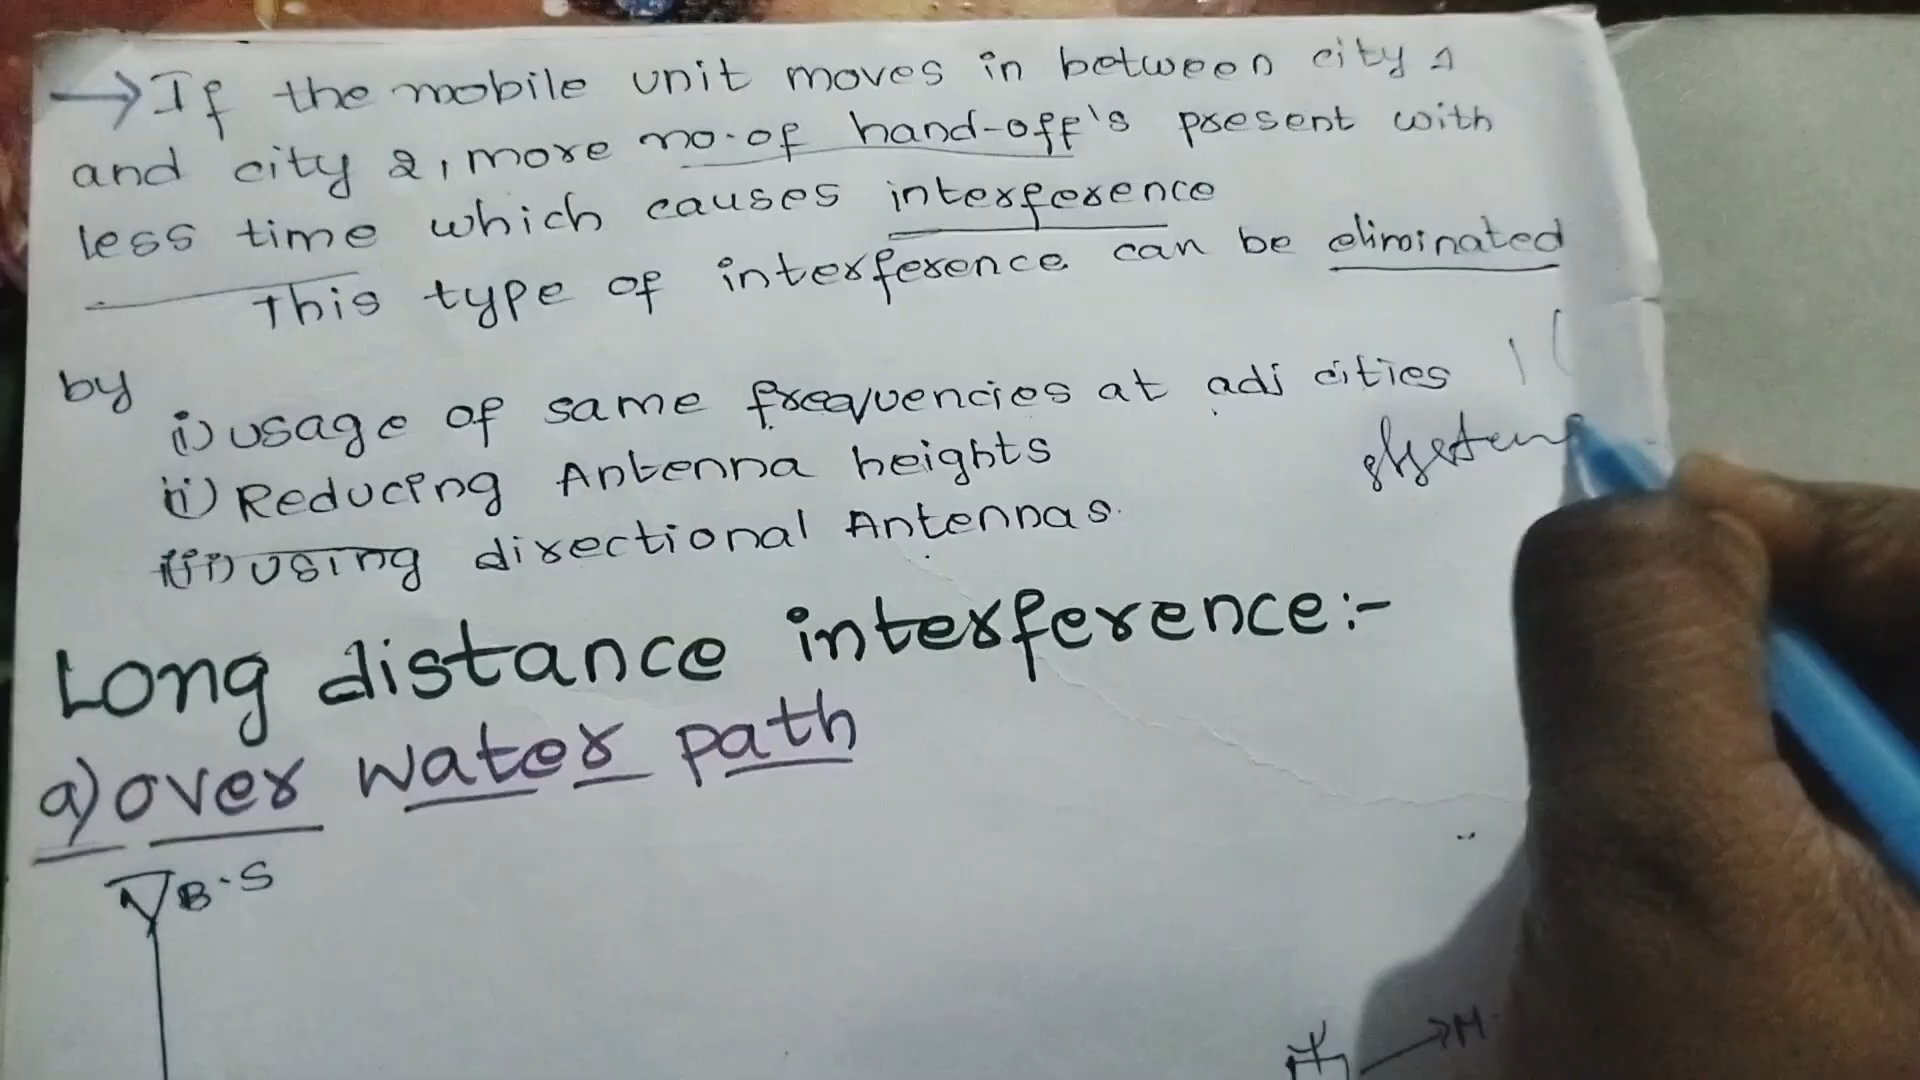 → If the mobile unit moves in between city 1
and city 2, more no. of hand-off's present with
less time which causes interference
This type of interference can be eliminated
by
i) usage of same frequencies at adj cities
ii) Reducing Antenna heights
iii) using directional Antennas.
Long distance interference:-
a) over water path
B.S
M.